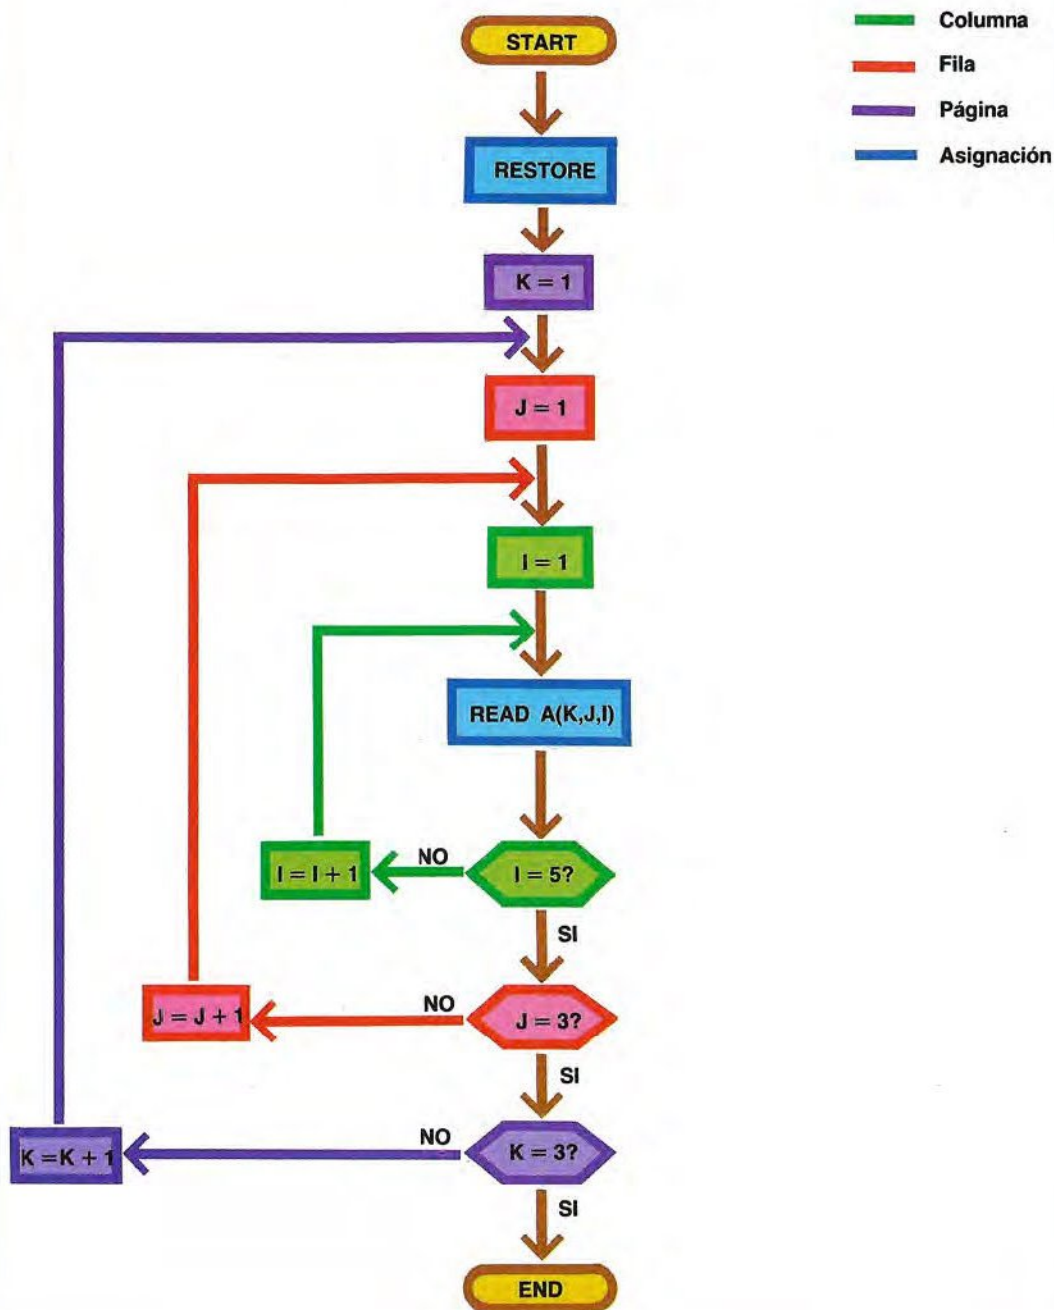 START
Columna
Fila
Página
Asignación
RESTORE
K = 1
J = 1
I = 1
READ A(K,J,I)
I = I + 1
NO
I = 5?
SI
J = J + 1
NO
J = 3?
SI
K = K + 1
NO
K = 3?
SI
END